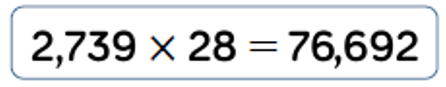 2,739 × 28 = 76,692